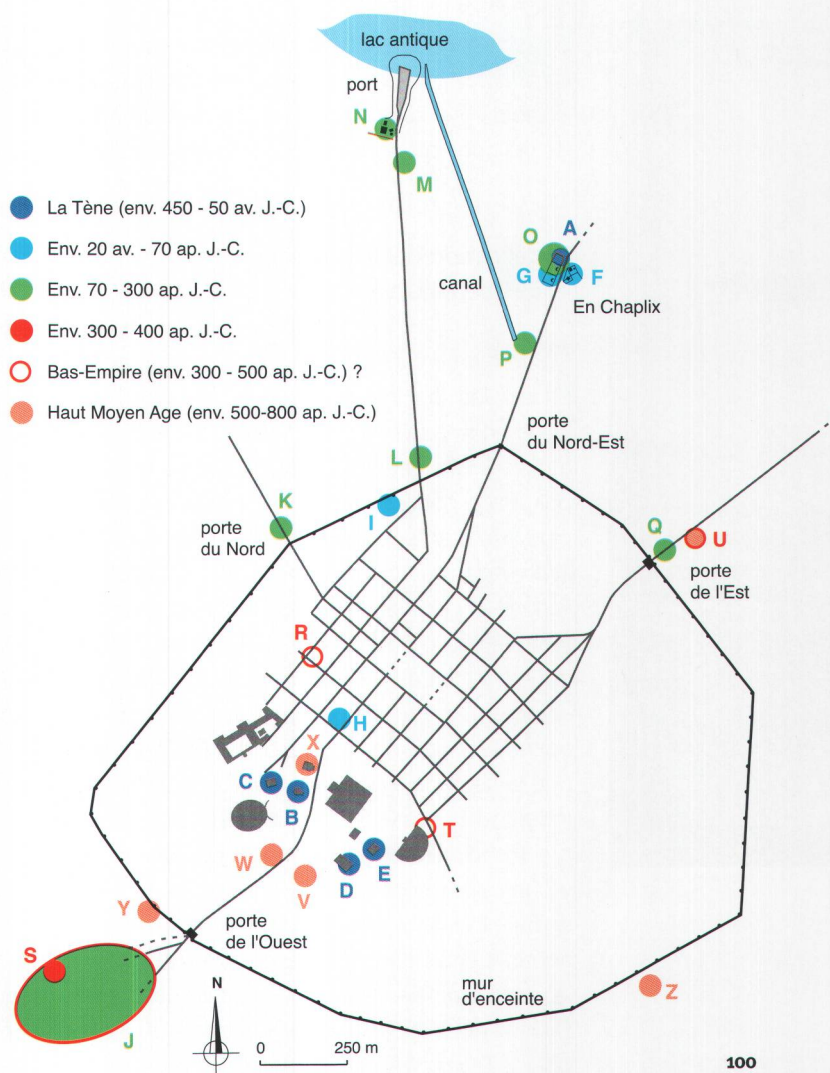 lac antique
port
N
M
La Tène (env. 450 - 50 av. J.-C.)
Env. 20 av. - 70 ap. J.-C.
Env. 70 - 300 ap. J.-C.
Env. 300 - 400 ap. J.-C.
Bas-Empire (env. 300 - 500 ap. J.-C.) ?
Haut Moyen Age (env. 500-800 ap. J.-C.)
O
A
G
F
canal
En Chaplix
P
porte
du Nord-Est
L
K
I
porte
du Nord
Q
U
porte
de l'Est
R
H
X
C
B
T
W
V
D
E
Y
porte
de l'Ouest
S
J
N
0 250 m
mur
d'enceinte
Z
100